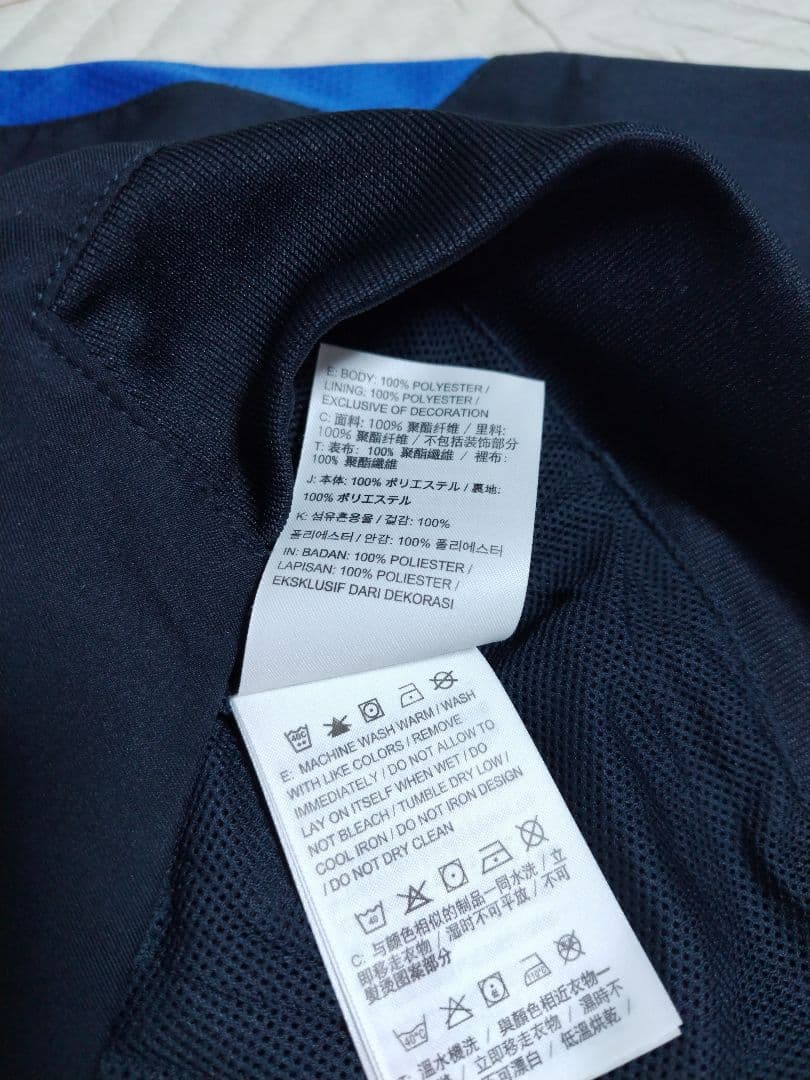 E: BODY: 100% POLYESTER /
LINING: 100% POLYESTER /
EXCLUSIVE OF DECORATION
C: 面料: 100% 聚酯纤维 / 里料:
100% 聚酯纤维 / 不包括装饰部分
T: 表布: 100% 聚酯纖維 / 裡布:
100% 聚酯纖維
J: 本体: 100% ポリエステル / 裏地:
100% ポリエステル
K: 섬유혼용율 / 겉감: 100%
폴리에스터 / 안감: 100% 폴리에스터
IN: BADAN: 100% POLIESTER /
LAPISAN: 100% POLIESTER /
EKSKLUSIF DARI DEKORASI
40C
E: MACHINE WASH WARM / WASH
WITH LIKE COLORS / REMOVE
IMMEDIATELY / DO NOT ALLOW TO
LAY ON ITSELF WHEN WET / DO
NOT BLEACH / TUMBLE DRY LOW /
COOL IRON / DO NOT IRON DESIGN
/ DO NOT DRY CLEAN
40
C: 与颜色相似的制品一同水洗 / 立
即移走衣物 / 湿时不可平放 / 不可
熨烫图案部分
40°C 110°C
T: 溫水機洗 / 與顏色相近衣物一
/ 立即移走衣物 / 濕時不
可漂白 / 低溫烘乾 /